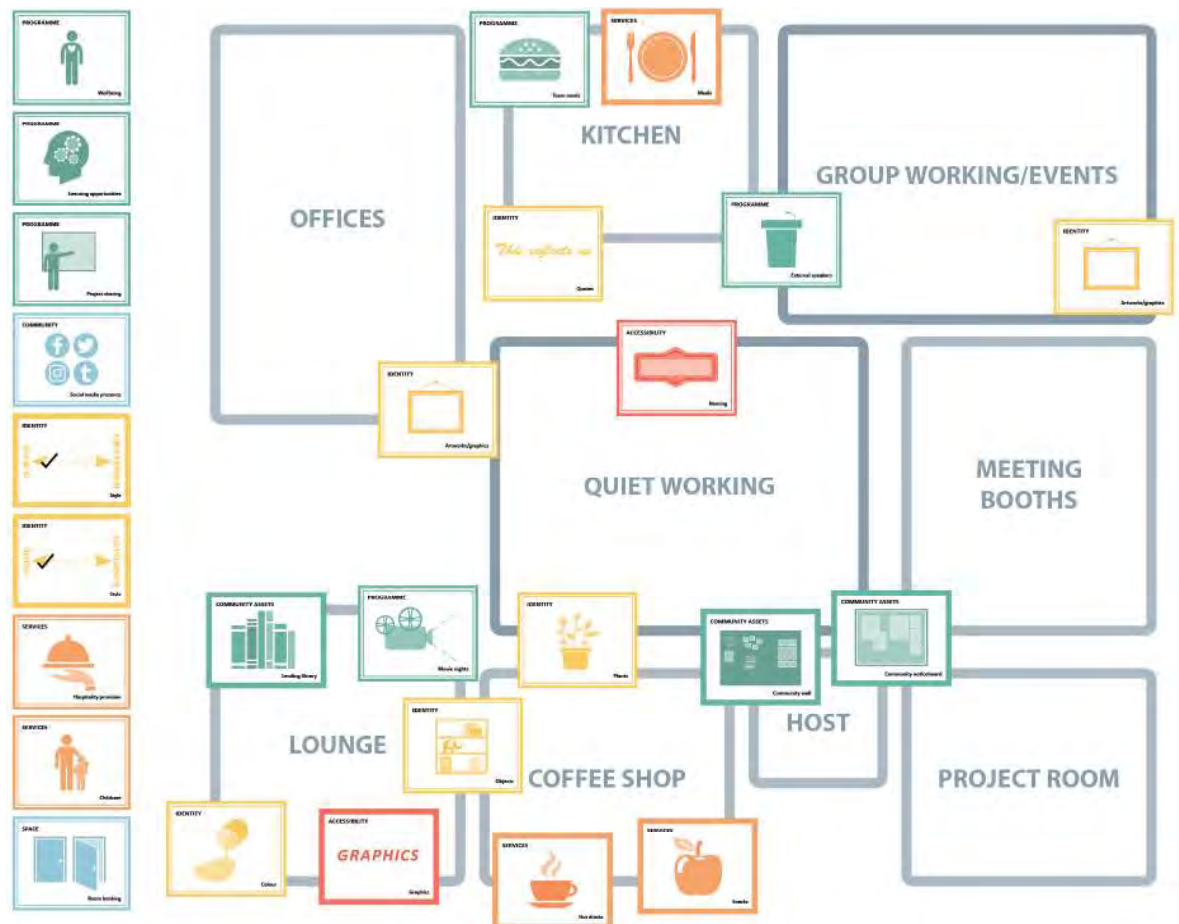 PROGRAMME
Wellbeing
PROGRAMME
Learning opportunities
PROGRAMME
Project sharing
COMMUNITY
Social media presence
IDENTITY
Style
IDENTITY
Style
SERVICES
Hospitality provision
SERVICES
Childcare
SPACE
Room booking
OFFICES
PROGRAMME
Team meals
SERVICES
Meals
KITCHEN
IDENTITY
This reflects us
Quotes
PROGRAMME
External speakers
GROUP WORKING/EVENTS
IDENTITY
Artworks/graphics
IDENTITY
Artworks/graphics
ACCESSIBILITY
Naming
QUIET WORKING
MEETING
BOOTHS
COMMUNITY ASSETS
Lending library
PROGRAMME
Movie nights
IDENTITY
Plants
COMMUNITY ASSETS
Community wall
COMMUNITY ASSETS
Community noticeboard
LOUNGE
IDENTITY
Objects
COFFEE SHOP
HOST
PROJECT ROOM
IDENTITY
Colour
ACCESSIBILITY
GRAPHICS
Graphics
SERVICES
Hot drinks
SERVICES
Snacks